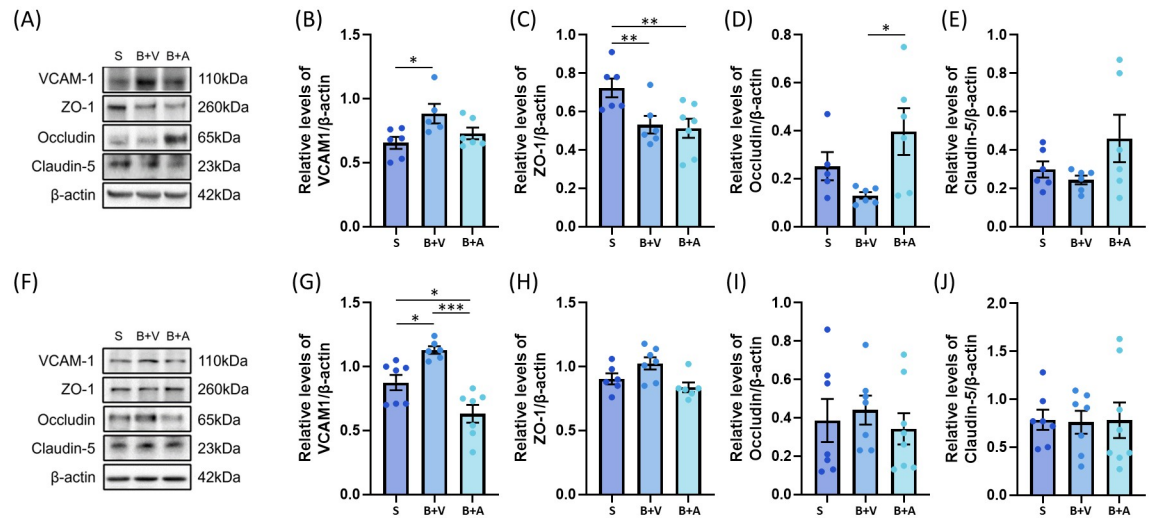 (A)
S B+V B+A
VCAM-1 110kDa
ZO-1 260kDa
Occludin 65kDa
Claudin-5 23kDa
β-actin 42kDa
(B)
Relative levels of
VCAM1/β-actin
1.5
1.0
0.5
0.0
*
S B+V B+A
(C)
Relative levels of
ZO-1/β-actin
1.0
0.8
0.6
0.4
0.2
0.0
**
**
S B+V B+A
(D)
Relative levels of
Occludin/β-actin
0.8
0.6
0.4
0.2
0.0
*
S B+V B+A
(E)
Relative levels of
Claudin-5/β-actin
1.0
0.8
0.6
0.4
0.2
0.0
S B+V B+A
(F)
S B+V B+A
VCAM-1 110kDa
ZO-1 260kDa
Occludin 65kDa
Claudin-5 23kDa
β-actin 42kDa
(G)
Relative levels of
VCAM1/β-actin
1.5
1.0
0.5
0.0
*
***
*
S B+V B+A
(H)
Relative levels of
ZO-1/β-actin
1.5
1.0
0.5
0.0
S B+V B+A
(I)
Relative levels of
Occludin/β-actin
1.0
0.8
0.6
0.4
0.2
0.0
S B+V B+A
(J)
Relative levels of
Claudin-5/β-actin
2.0
1.5
1.0
0.5
0.0
S B+V B+A